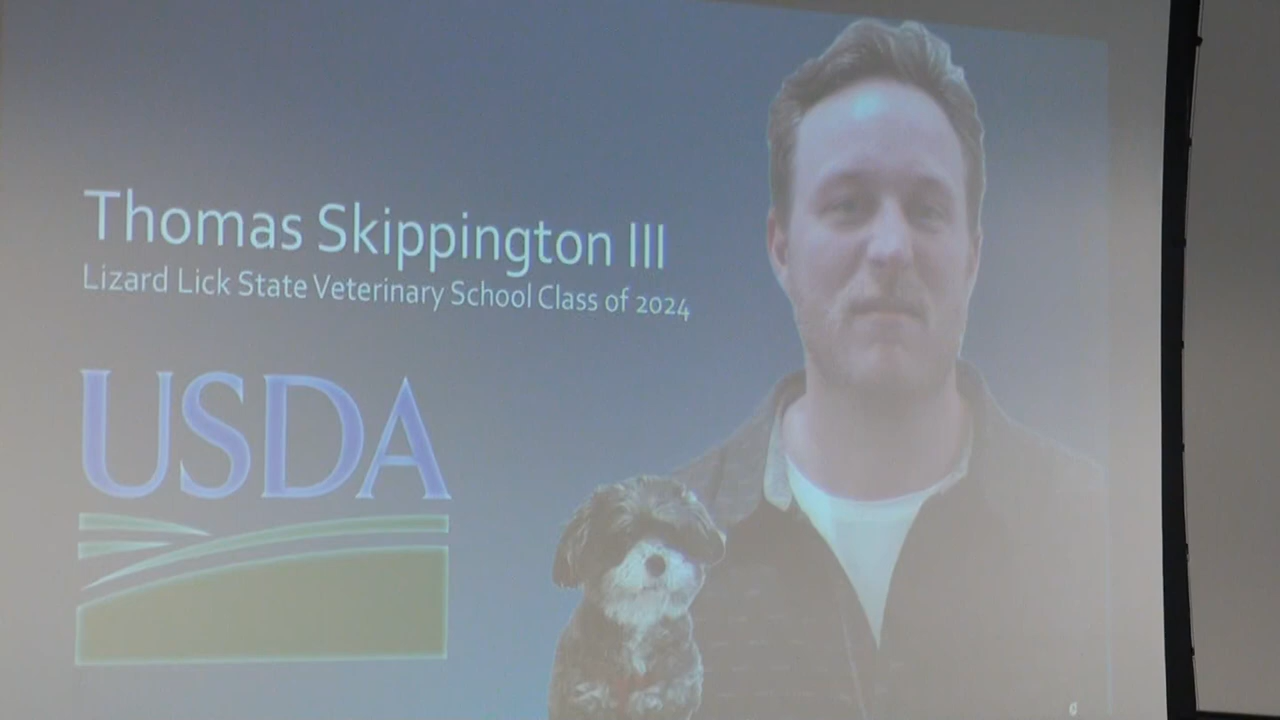 Thomas Skippington III
Lizard Lick State Veterinary School Class of 2024
USDA